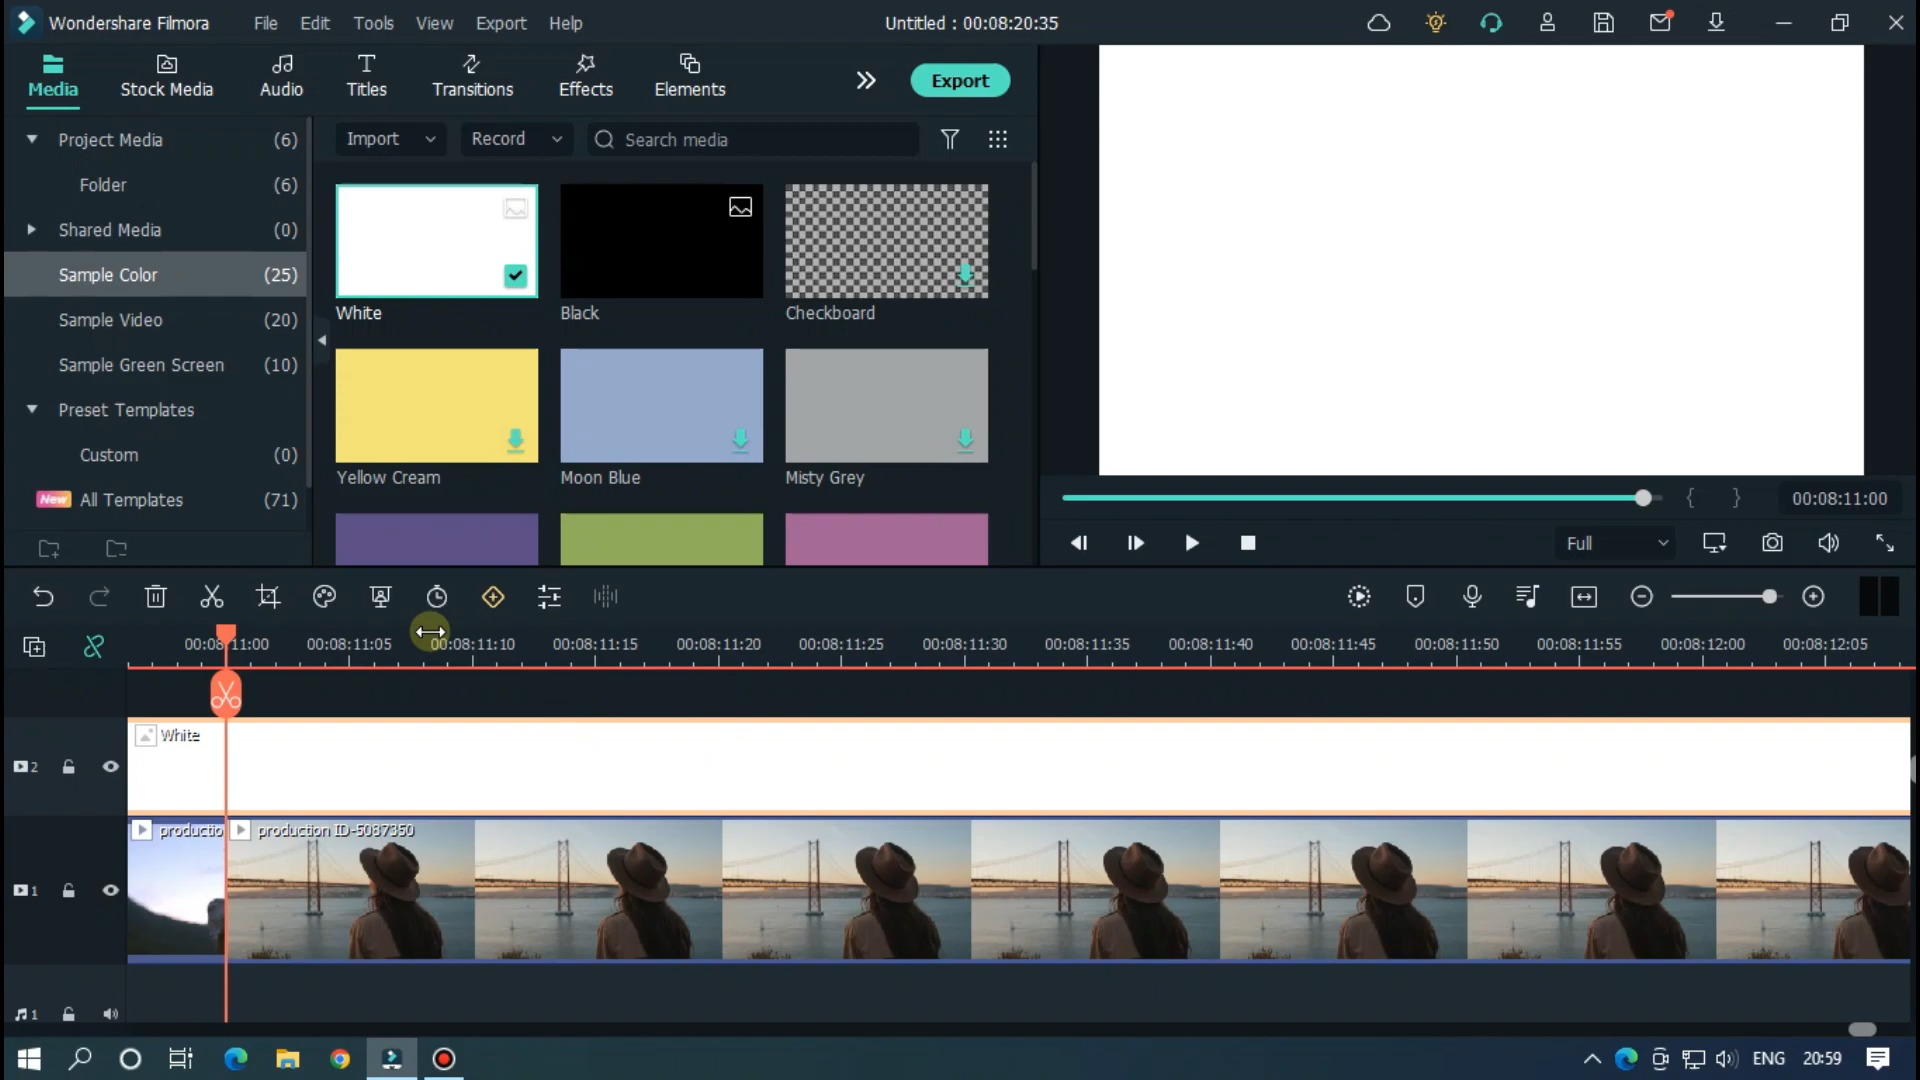 Wondershare Filmora File Edit Tools View Export Help Untitled : 00:08:20:35
Media Stock Media Audio Titles Transitions Effects Elements Export
Project Media (6)
Folder (6)
Shared Media (0)
Sample Color (25)
Sample Video (20)
Sample Green Screen (10)
Preset Templates
Custom (0)
New All Templates (71)
Import Record Search media
White Black Checkboard
Yellow Cream Moon Blue Misty Grey
00:08:11:00
Full
00:08:11:00 00:08:11:05 00:08:11:10 00:08:11:15 00:08:11:20 00:08:11:25 00:08:11:30 00:08:11:35 00:08:11:40 00:08:11:45 00:08:11:50 00:08:11:55 00:08:12:00 00:08:12:05
White
2
productio production ID-5087350
1
1
ENG 20:59